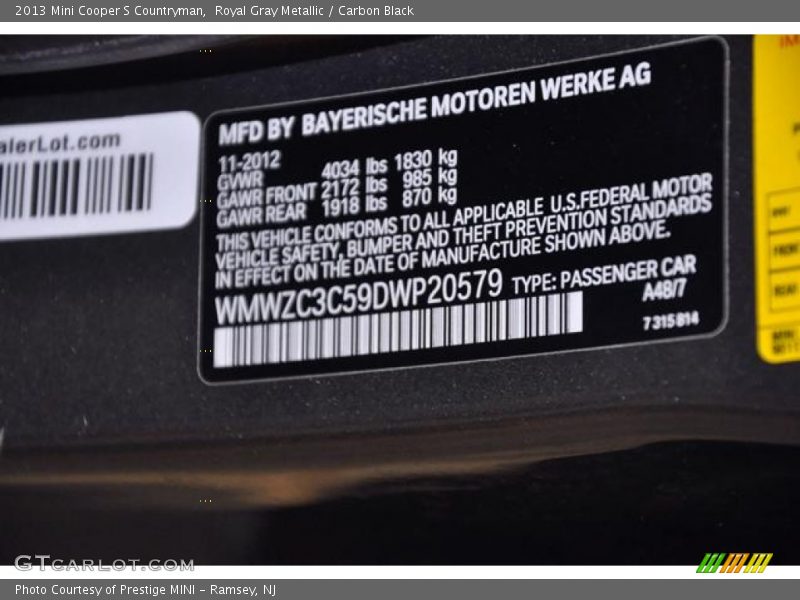 2013 Mini Cooper S Countryman,  Royal Gray Metallic / Carbon Black
alerLot.com
MFD BY BAYERISCHE MOTOREN WERKE AG
11-2012
GVWR 4034 lbs 1830 kg
GAWR FRONT 2172 lbs 985 kg
GAWR REAR 1918 lbs 870 kg
THIS VEHICLE CONFORMS TO ALL APPLICABLE U.S.FEDERAL MOTOR
VEHICLE SAFETY, BUMPER AND THEFT PREVENTION STANDARDS
IN EFFECT ON THE DATE OF MANUFACTURE SHOWN ABOVE.
WMWZC3C59DWP20579 TYPE: PASSENGER CAR
A48/7
7 315 814
GTCARLOT.COM
Photo Courtesy of Prestige MINI - Ramsey, NJ